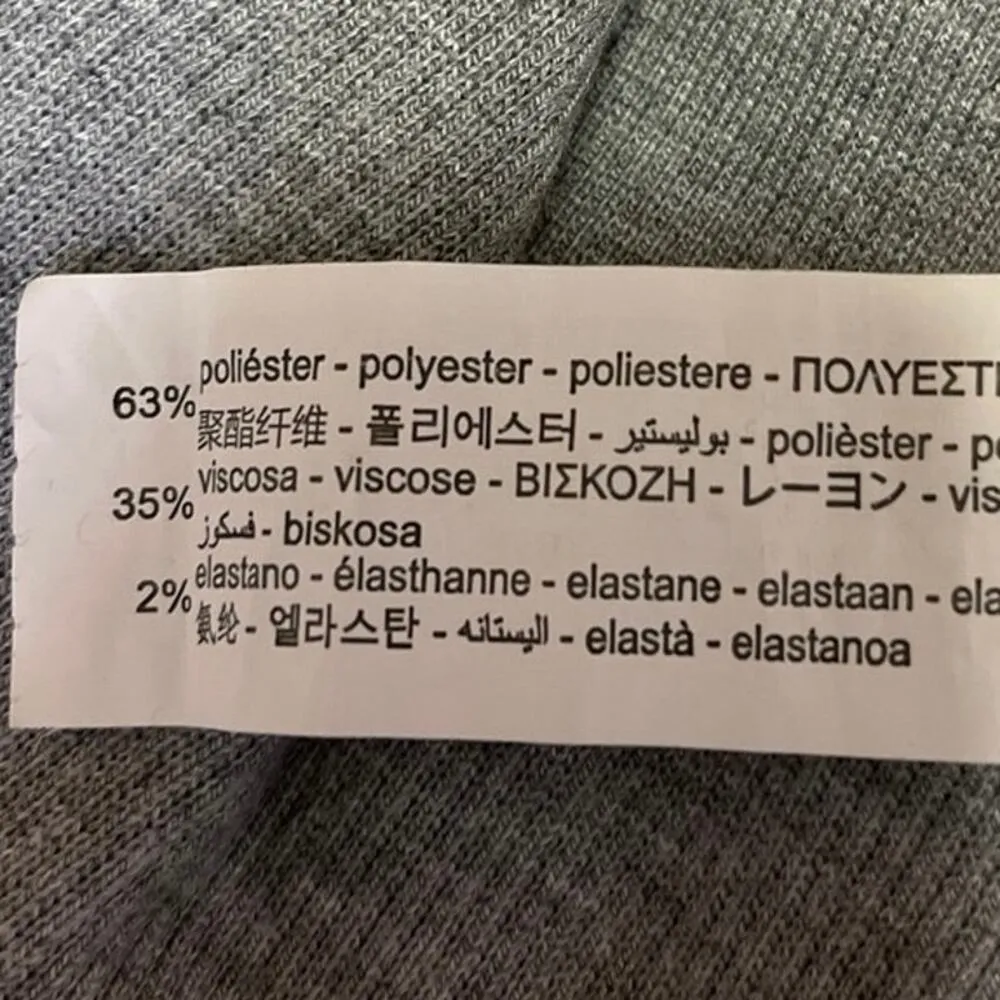 63% poliéster - polyester - poliestere - ΠΟΛΥΕΣΤ
聚酯纤维 - 폴리에스터 - بوليستير - polièster - p
35% viscosa - viscose - ΒΙΣΚΟΖΗ - レーヨン - vis
فسكوز - biskosa
2% elastano - élasthanne - elastane - elastaan - ela
氨纶 - 엘라스탄 - اليستانه - elastà - elastanoa